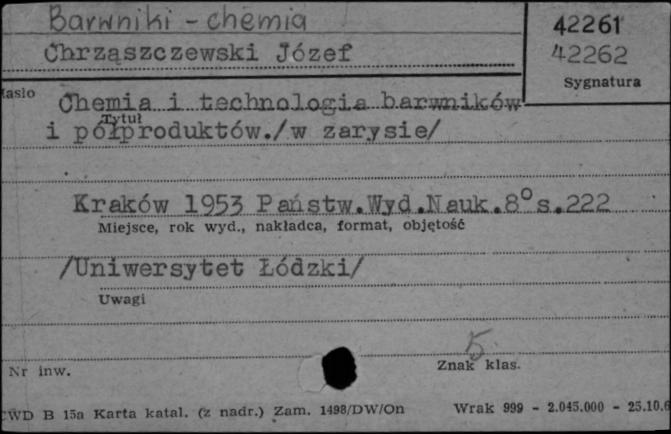 Barwniki - chemia
42261
Chrząszczewski Józef
42262
Sygnatura
asło
Chemia i technologia barwników
Tytuł
i półproduktów./w zarysie/
Kraków 1953 Państw.Wyd.Nauk.8° s.222
Miejsce, rok wyd., nakładca, format, objętość
/Uniwersytet Łódzki/
Uwagi
5
Nr inw.
Znak klas.
CWD B 15a Karta katal. (z nadr.) Zam. 1498/DW/On
Wrak 999 - 2.045.000 - 25.10.6